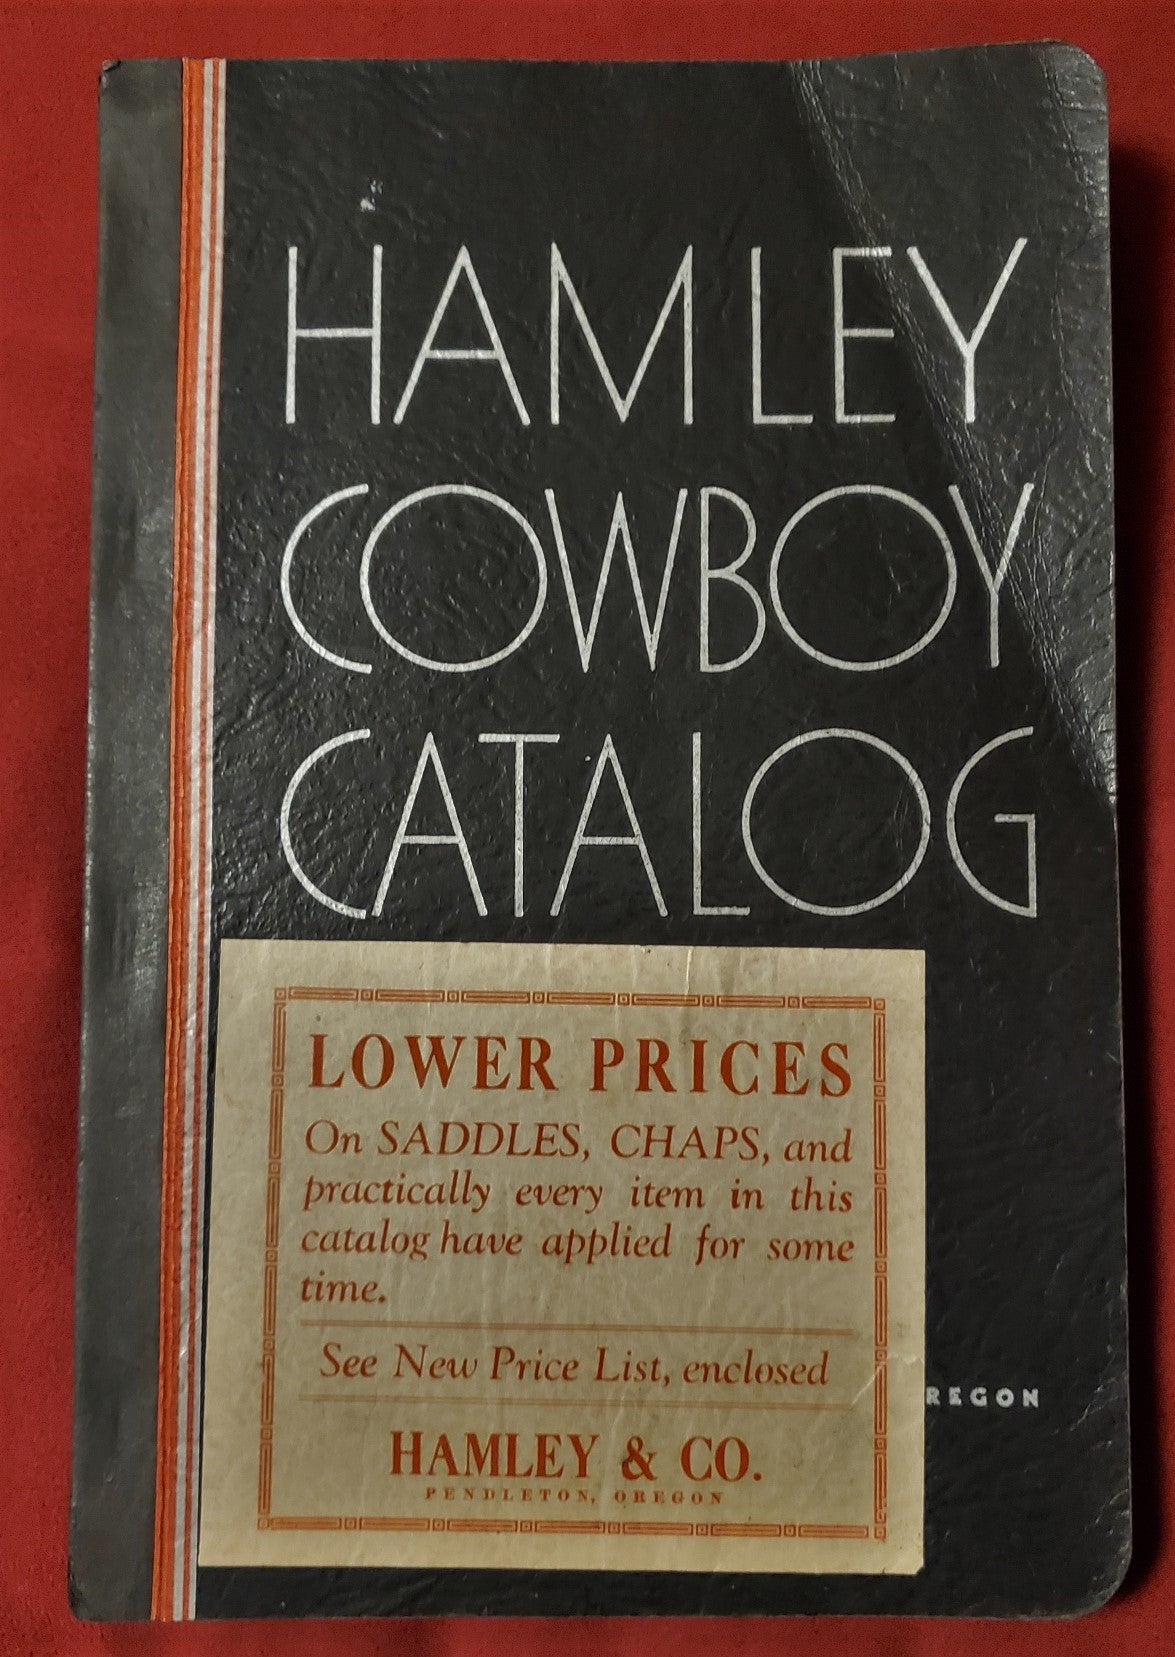 HAMLEY
COWBOY
CATALOG
LOWER PRICES
On SADDLES, CHAPS, and
practically every item in this
catalog have applied for some
time.
See New Price List, enclosed
REGON
HAMLEY & CO.
PENDLETON, OREGON